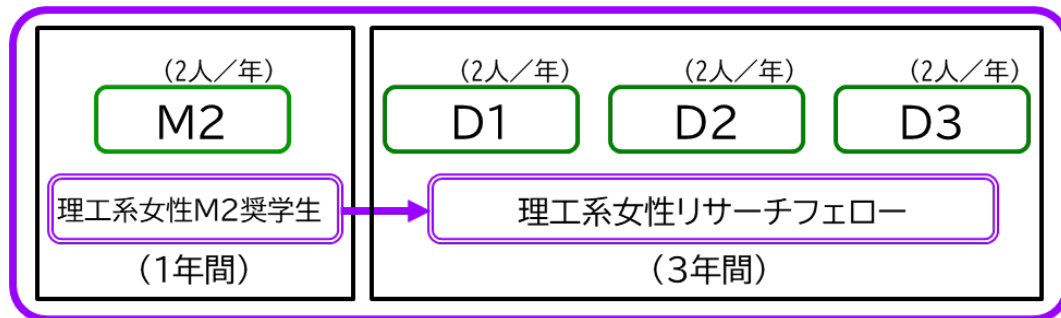 (2人／年)
M2
理工系女性M2奨学生
(1年間)
(2人／年)
D1
(2人／年)
D2
(2人／年)
D3
理工系女性リサーチフェロー
(3年間)